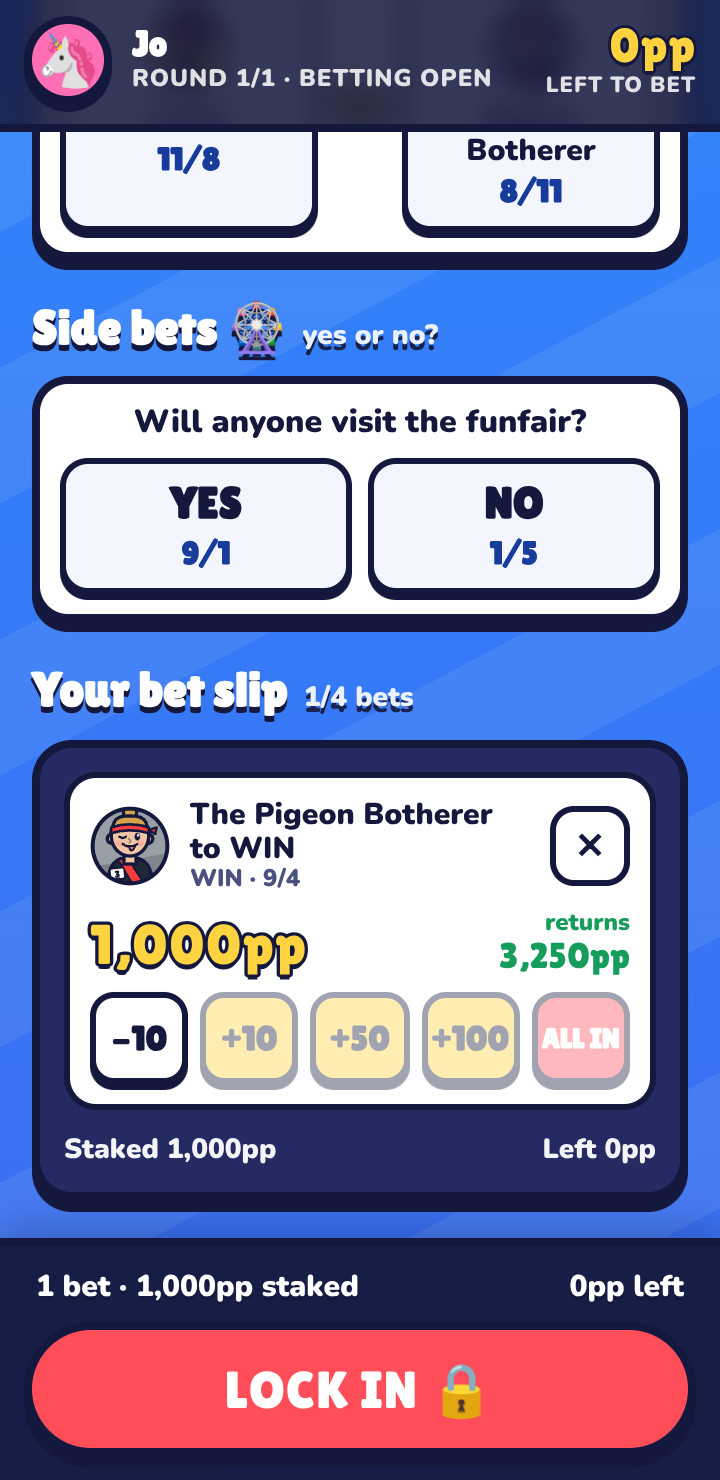 Jo
ROUND 1/1 · BETTING OPEN
0pp
LEFT TO BET
11/8
Botherer
8/11
Side bets yes or no?
Will anyone visit the funfair?
YES
9/1
NO
1/5
Your bet slip 1/4 bets
The Pigeon Botherer
to WIN
WIN · 9/4
×
1,000pp
returns
3,250pp
−10
+10
+50
+100
ALL IN
Staked 1,000pp
Left 0pp
1 bet · 1,000pp staked
0pp left
LOCK IN